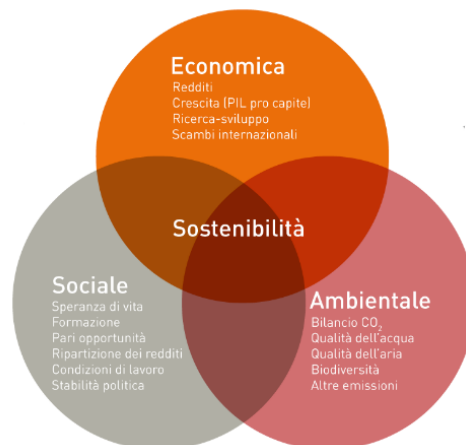 Economica
Redditi
Crescita (PIL pro capite)
Ricerca-sviluppo
Scambi internazionali
Sostenibilità
Sociale
Speranza di vita
Formazione
Pari opportunità
Ripartizione dei redditi
Condizioni di lavoro
Stabilità politica
Ambientale
Bilancio CO₂
Qualità dell'acqua
Qualità dell'aria
Biodiversità
Altre emissioni